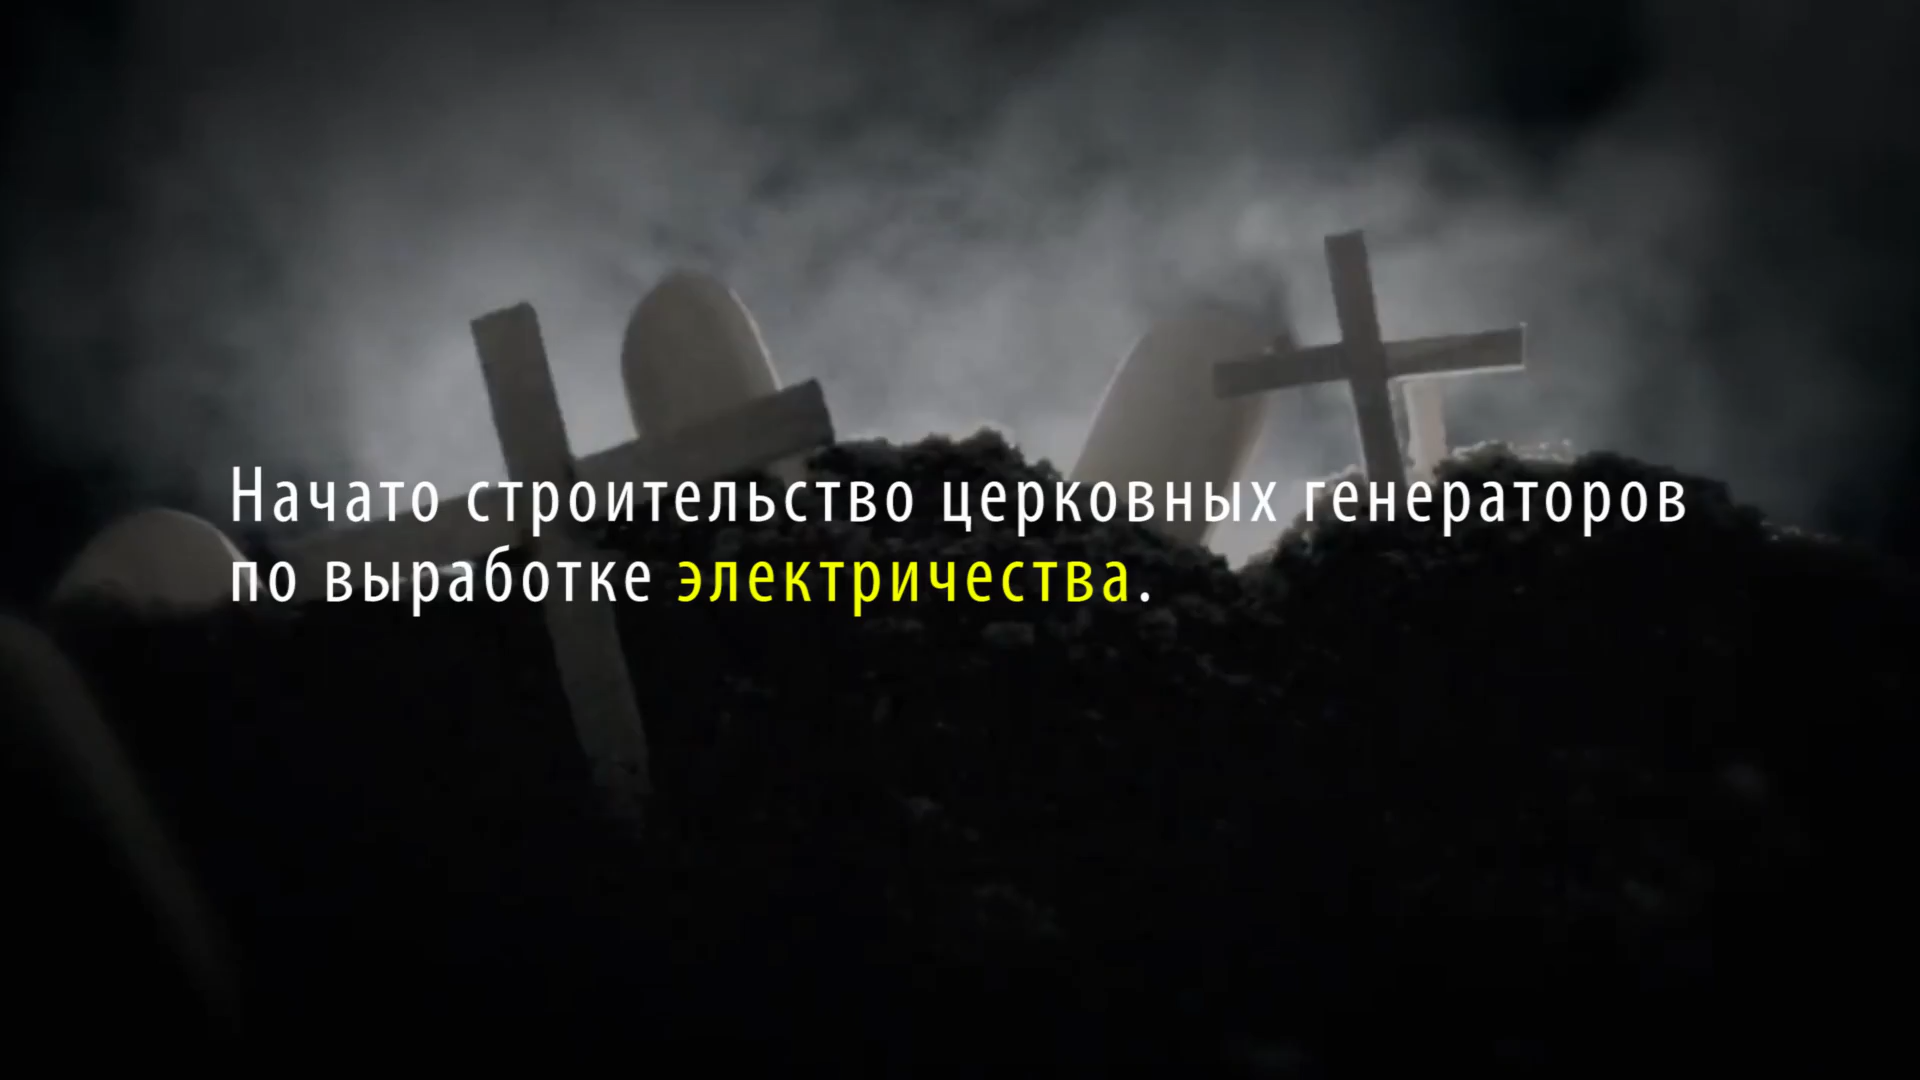 Начато строительство церковных генераторов
по выработке электричества.